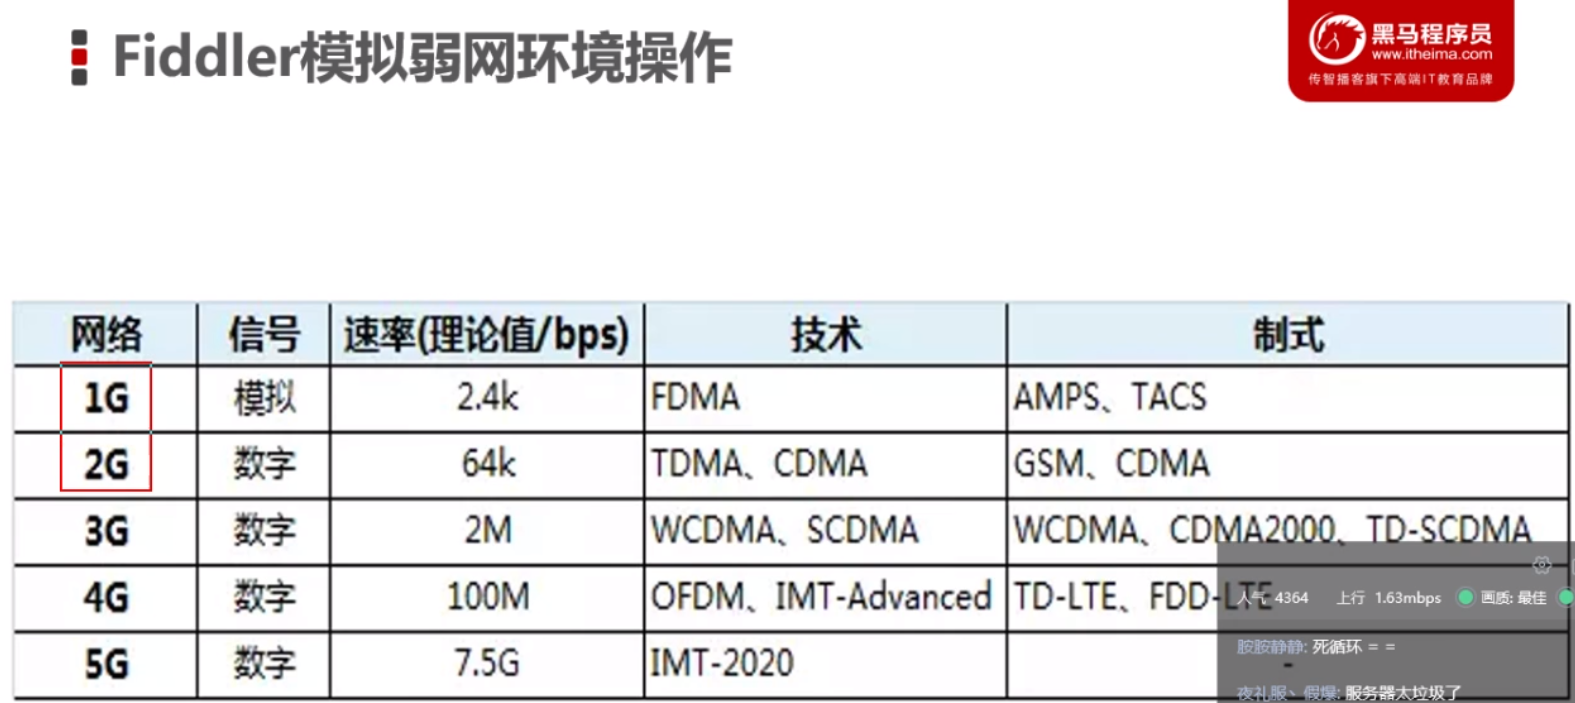 Fiddler模拟弱网环境操作
黑马程序员
www.itheima.com
传智播客旗下高端IT教育品牌
网络 信号 速率(理论值/bps) 技术 制式
1G 模拟 2.4k FDMA AMPS、TACS
2G 数字 64k TDMA、CDMA GSM、CDMA
3G 数字 2M WCDMA、SCDMA WCDMA、CDMA2000、TD-SCDMA
4G 数字 100M OFDM、IMT-Advanced TD-LTE、FDD-LTE
5G 数字 7.5G IMT-2020 -
人气 4364 上行 1.63mbps 画质: 最佳
胺胺静静: 死循环 = =
夜礼服、假爆: 服务器太垃圾了